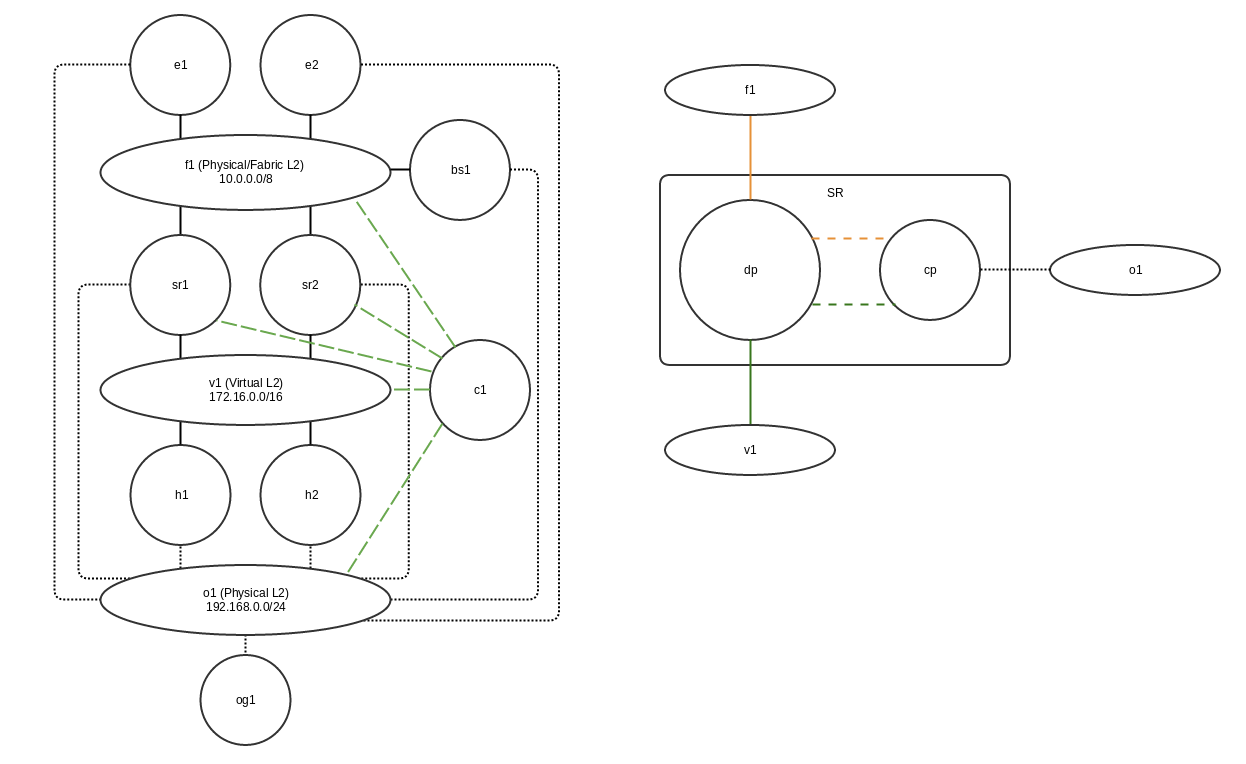 e1
e2
f1 (Physical/Fabric L2)
10.0.0.0/8
bs1
sr1
sr2
v1 (Virtual L2)
172.16.0.0/16
c1
h1
h2
o1 (Physical L2)
192.168.0.0/24
og1
f1
SR
dp
cp
o1
v1